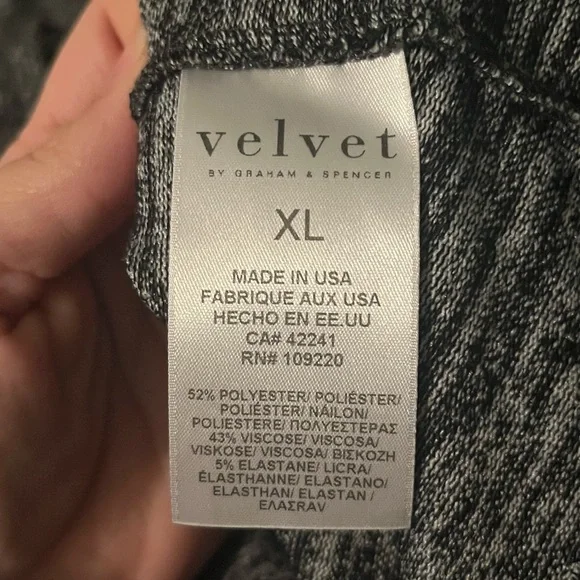 velvet
BY GRAHAM & SPENCER
XL
MADE IN USA
FABRIQUE AUX USA
HECHO EN EE.UU
CA# 42241
RN# 109220
52% POLYESTER/ POLIÉSTER/
POLIÉSTER/ NÁILON/
POLIESTERE/ ΠΟΛΥΕΣΤΕΡΑΣ
43% VISCOSE/ VISCOSA/
VISKOSE/ VISCOSA/ ΒΙΣΚΟΖΗ
5% ELASTANE/ LICRA/
ÉLASTHANNE/ ELASTANO/
ELASTHAN/ ELASTAN /
ΕΛΑΣRAV